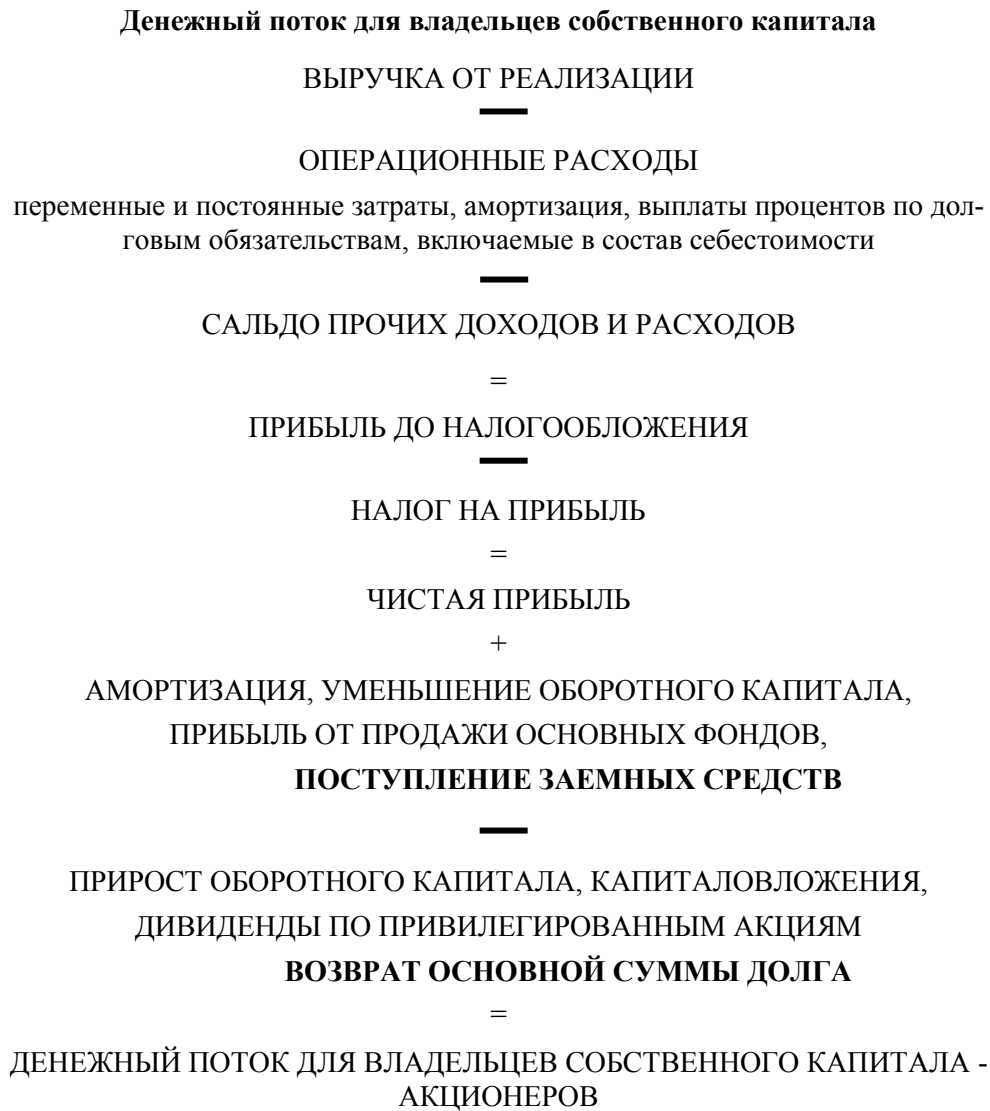 Денежный поток для владельцев собственного капитала
ВЫРУЧКА ОТ РЕАЛИЗАЦИИ
—
ОПЕРАЦИОННЫЕ РАСХОДЫ
переменные и постоянные затраты, амортизация, выплаты процентов по дол-
говым обязательствам, включаемые в состав себестоимости
—
САЛЬДО ПРОЧИХ ДОХОДОВ И РАСХОДОВ
=
ПРИБЫЛЬ ДО НАЛОГООБЛОЖЕНИЯ
—
НАЛОГ НА ПРИБЫЛЬ
=
ЧИСТАЯ ПРИБЫЛЬ
+
АМОРТИЗАЦИЯ, УМЕНЬШЕНИЕ ОБОРОТНОГО КАПИТАЛА,
ПРИБЫЛЬ ОТ ПРОДАЖИ ОСНОВНЫХ ФОНДОВ,
ПОСТУПЛЕНИЕ ЗАЕМНЫХ СРЕДСТВ
—
ПРИРОСТ ОБОРОТНОГО КАПИТАЛА, КАПИТАЛОВЛОЖЕНИЯ,
ДИВИДЕНДЫ ПО ПРИВИЛЕГИРОВАННЫМ АКЦИЯМ
ВОЗВРАТ ОСНОВНОЙ СУММЫ ДОЛГА
=
ДЕНЕЖНЫЙ ПОТОК ДЛЯ ВЛАДЕЛЬЦЕВ СОБСТВЕННОГО КАПИТАЛА -
АКЦИОНЕРОВ